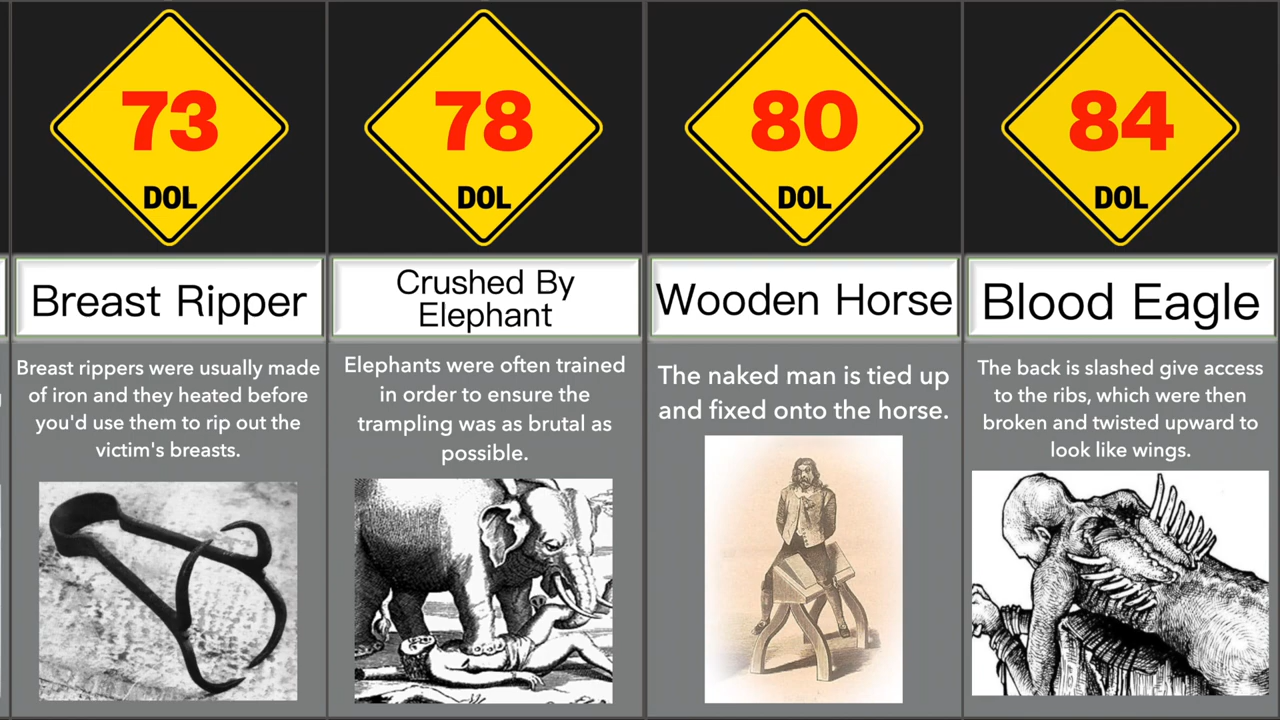 73
DOL
Breast Ripper
Breast rippers were usually made
of iron and they heated before
you'd use them to rip out the
victim's breasts.
78
DOL
Crushed By
Elephant
Elephants were often trained
in order to ensure the
trampling was as brutal as
possible.
80
DOL
Wooden Horse
The naked man is tied up
and fixed onto the horse.
84
DOL
Blood Eagle
The back is slashed give access
to the ribs, which were then
broken and twisted upward to
look like wings.